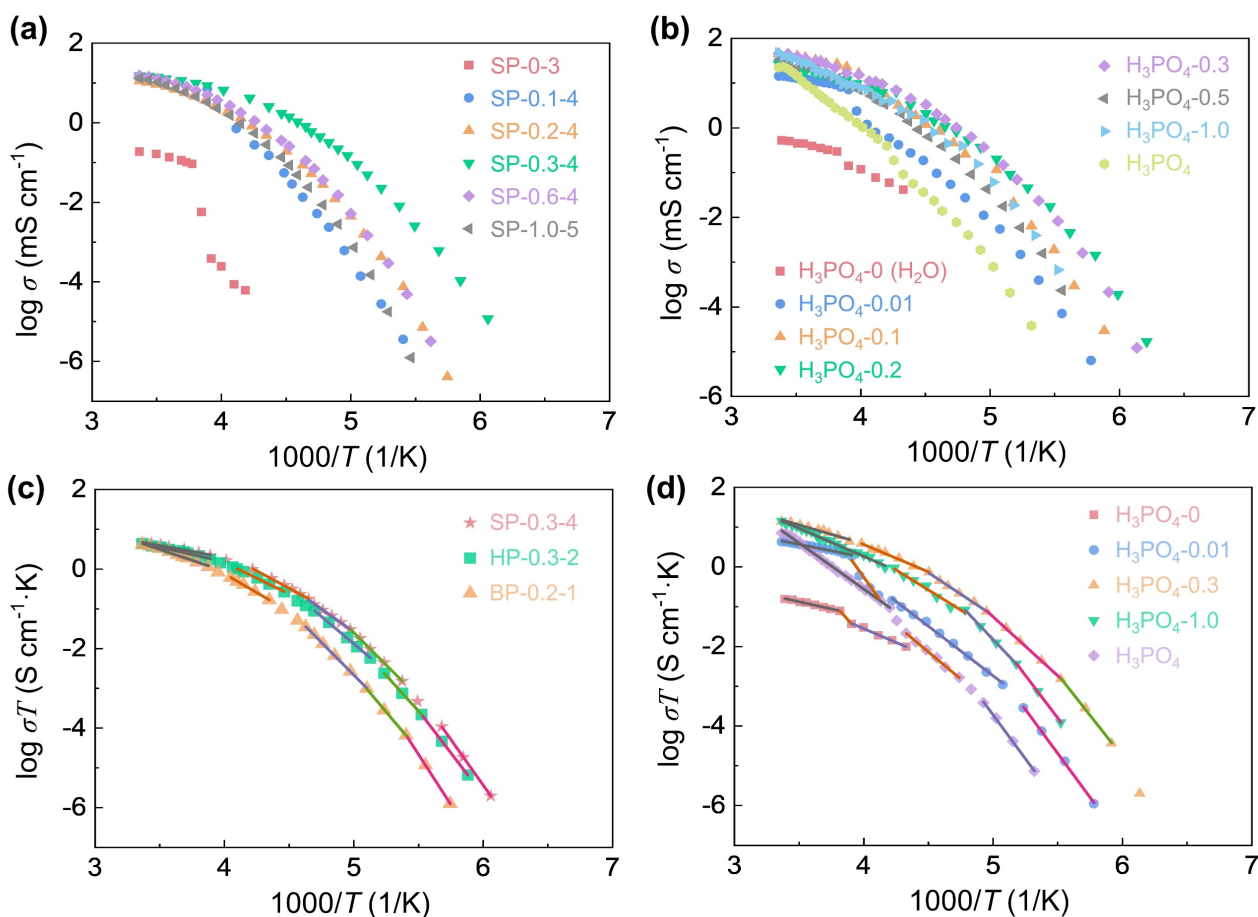 (a)
2
0
-2
-4
-6
3
4
5
6
7
log σ (mS cm⁻¹)
1000/T (1/K)
SP-0-3
SP-0.1-4
SP-0.2-4
SP-0.3-4
SP-0.6-4
SP-1.0-5
(b)
2
0
-2
-4
-6
3
4
5
6
7
log σ (mS cm⁻¹)
1000/T (1/K)
H₃PO₄-0.3
H₃PO₄-0.5
H₃PO₄-1.0
H₃PO₄
H₃PO₄-0 (H₂O)
H₃PO₄-0.01
H₃PO₄-0.1
H₃PO₄-0.2
(c)
2
0
-2
-4
-6
3
4
5
6
7
log σT (S cm⁻¹·K)
1000/T (1/K)
SP-0.3-4
HP-0.3-2
BP-0.2-1
(d)
2
0
-2
-4
-6
3
4
5
6
7
log σT (S cm⁻¹·K)
1000/T (1/K)
H₃PO₄-0
H₃PO₄-0.01
H₃PO₄-0.3
H₃PO₄-1.0
H₃PO₄